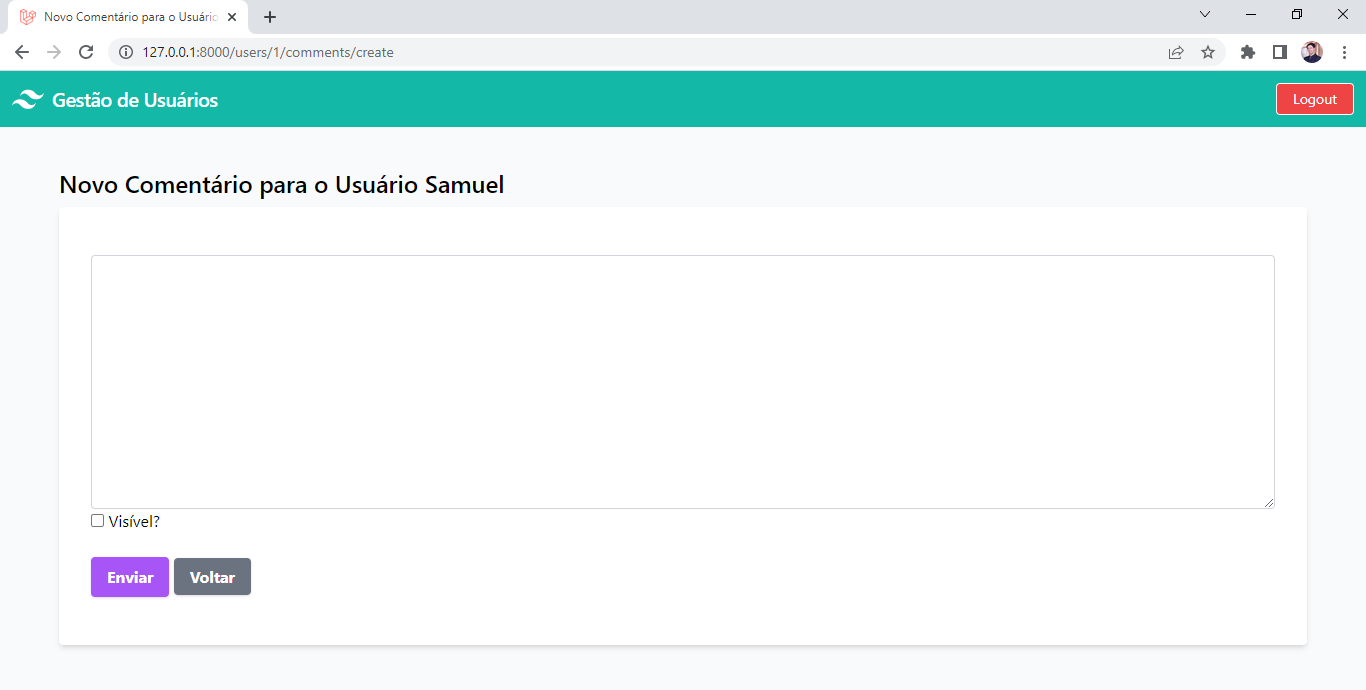 Novo Comentário para o Usuário
127.0.0.1:8000/users/1/comments/create
Gestão de Usuários
Logout
Novo Comentário para o Usuário Samuel
Visível?
Enviar
Voltar